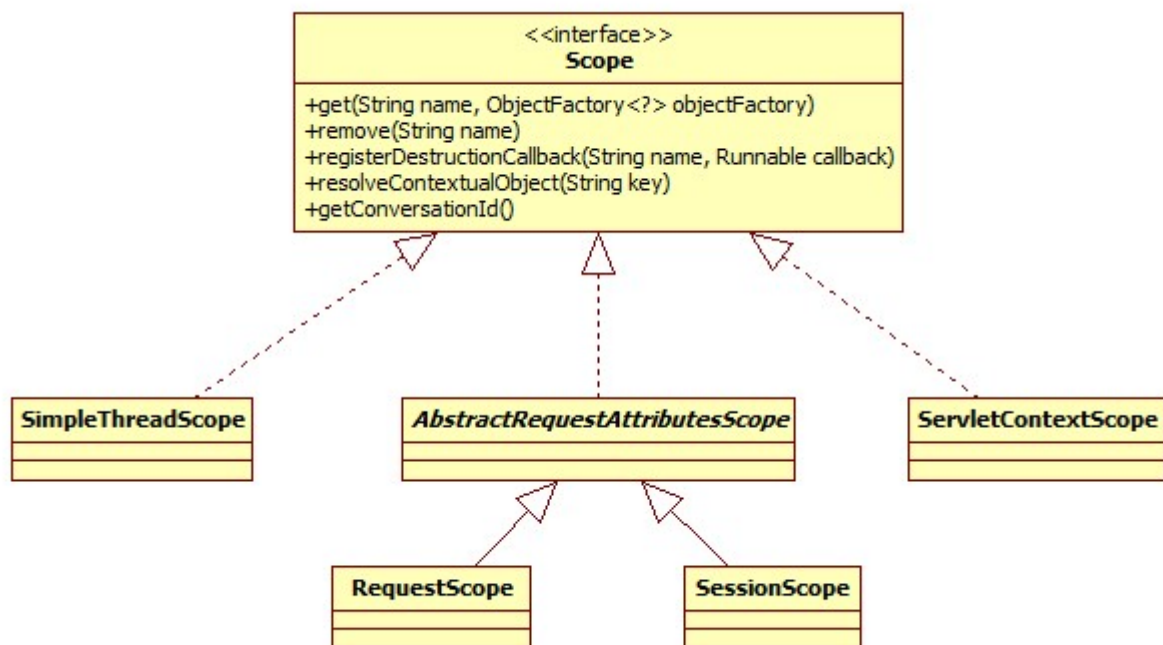 <<interface>>
Scope
+get(String name, ObjectFactory<?> objectFactory)
+remove(String name)
+registerDestructionCallback(String name, Runnable callback)
+resolveContextualObject(String key)
+getConversationId()
SimpleThreadScope
AbstractRequestAttributesScope
ServletContextScope
RequestScope
SessionScope